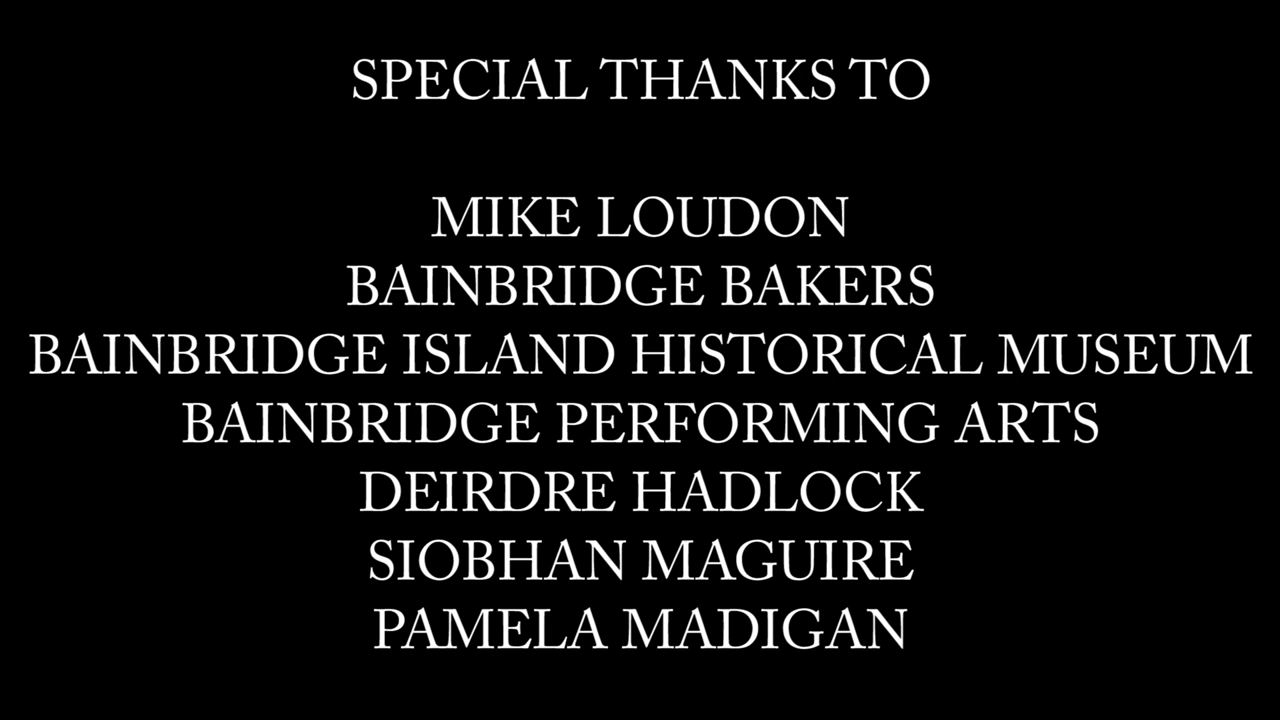 SPECIAL THANKS TO
MIKE LOUDON
BAINBRIDGE BAKERS
BAINBRIDGE ISLAND HISTORICAL MUSEUM
BAINBRIDGE PERFORMING ARTS
DEIRDRE HADLOCK
SIOBHAN MAGUIRE
PAMELA MADIGAN